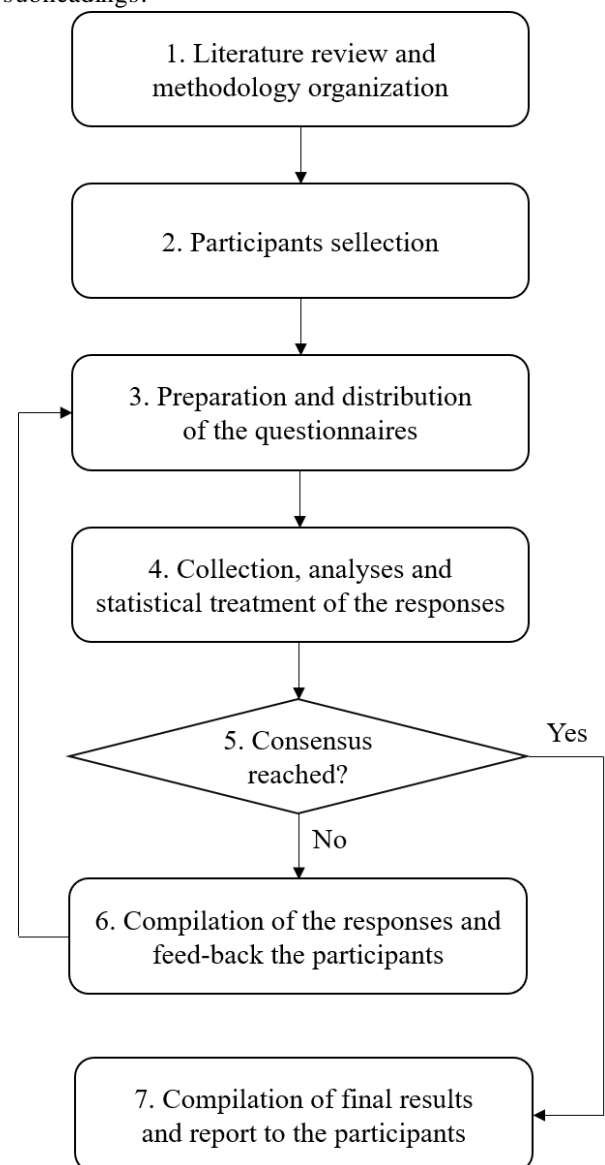 subheadings.
1. Literature review and
methodology organization
2. Participants sellection
3. Preparation and distribution
of the questionnaires
4. Collection, analyses and
statistical treatment of the responses
5. Consensus
reached?
Yes
No
6. Compilation of the responses and
feed-back the participants
7. Compilation of final results
and report to the participants